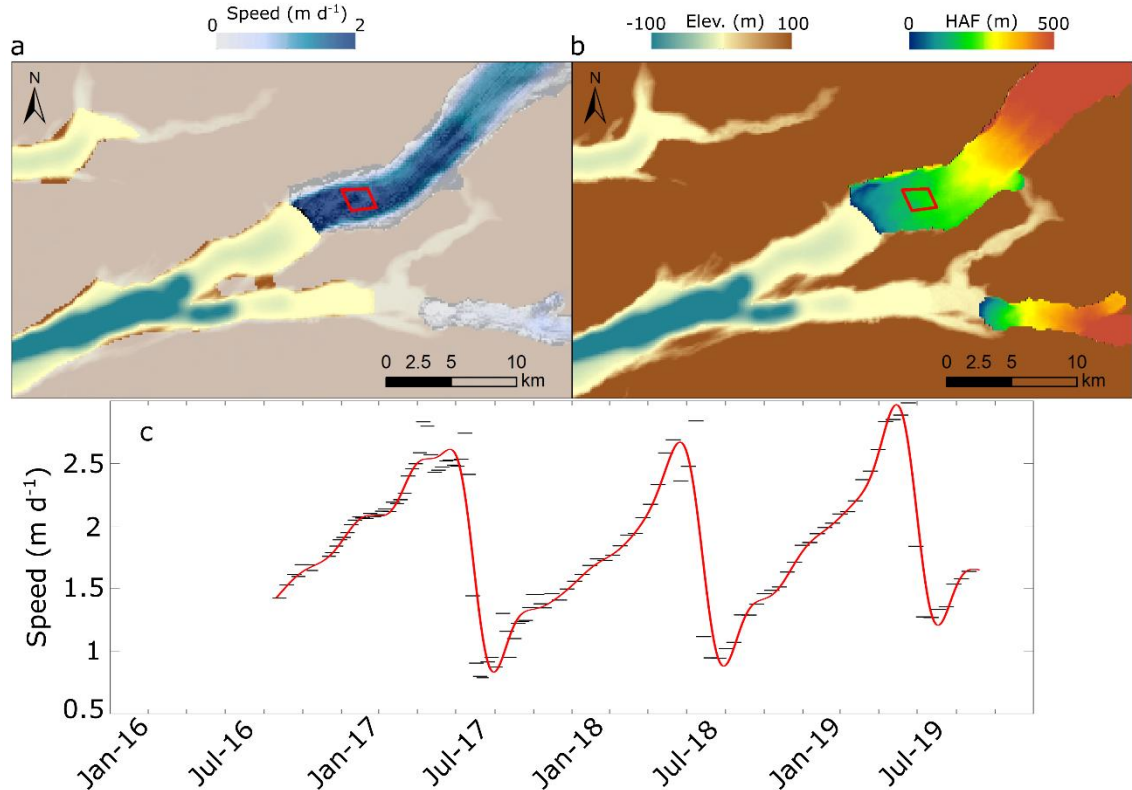 Speed (m d⁻¹)
0 2
Elev. (m)
-100 100
HAF (m)
0 500
a
b
N
N
0 2.5 5 10
km
0 2.5 5 10
km
c
Speed (m d⁻¹)
2.5
2
1.5
1
0.5
Jan-16
Jul-16
Jan-17
Jul-17
Jan-18
Jul-18
Jan-19
Jul-19